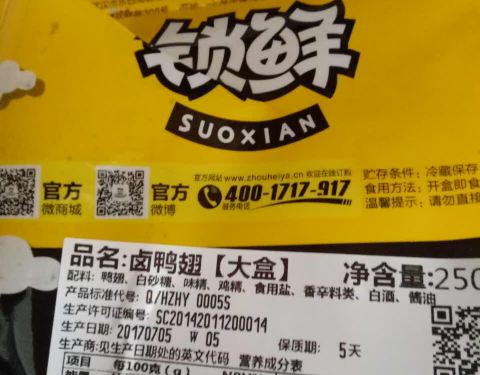 锁鲜
SUOXIAN
官方网站 www.zhouheiya.cn 欢迎在线订购
官方
微商城
官方
微博
400-1717-917
服务电话
贮存条件: 冷藏保存
食用方法: 开盒即食
温馨提示: 请勿直接
品名:卤鸭翅【大盒】
净含量:250
配料: 鸭翅、白砂糖、味精、鸡精、食用盐、香辛料类、白酒、酱油
产品标准代号: Q/HZHY 0005S
生产许可证编号: SC20142011200014
生产日期: 20170705 W 05
保质期: 5天
生产商:见生产日期处的英文代码 营养成分表
项目 每100克(g)